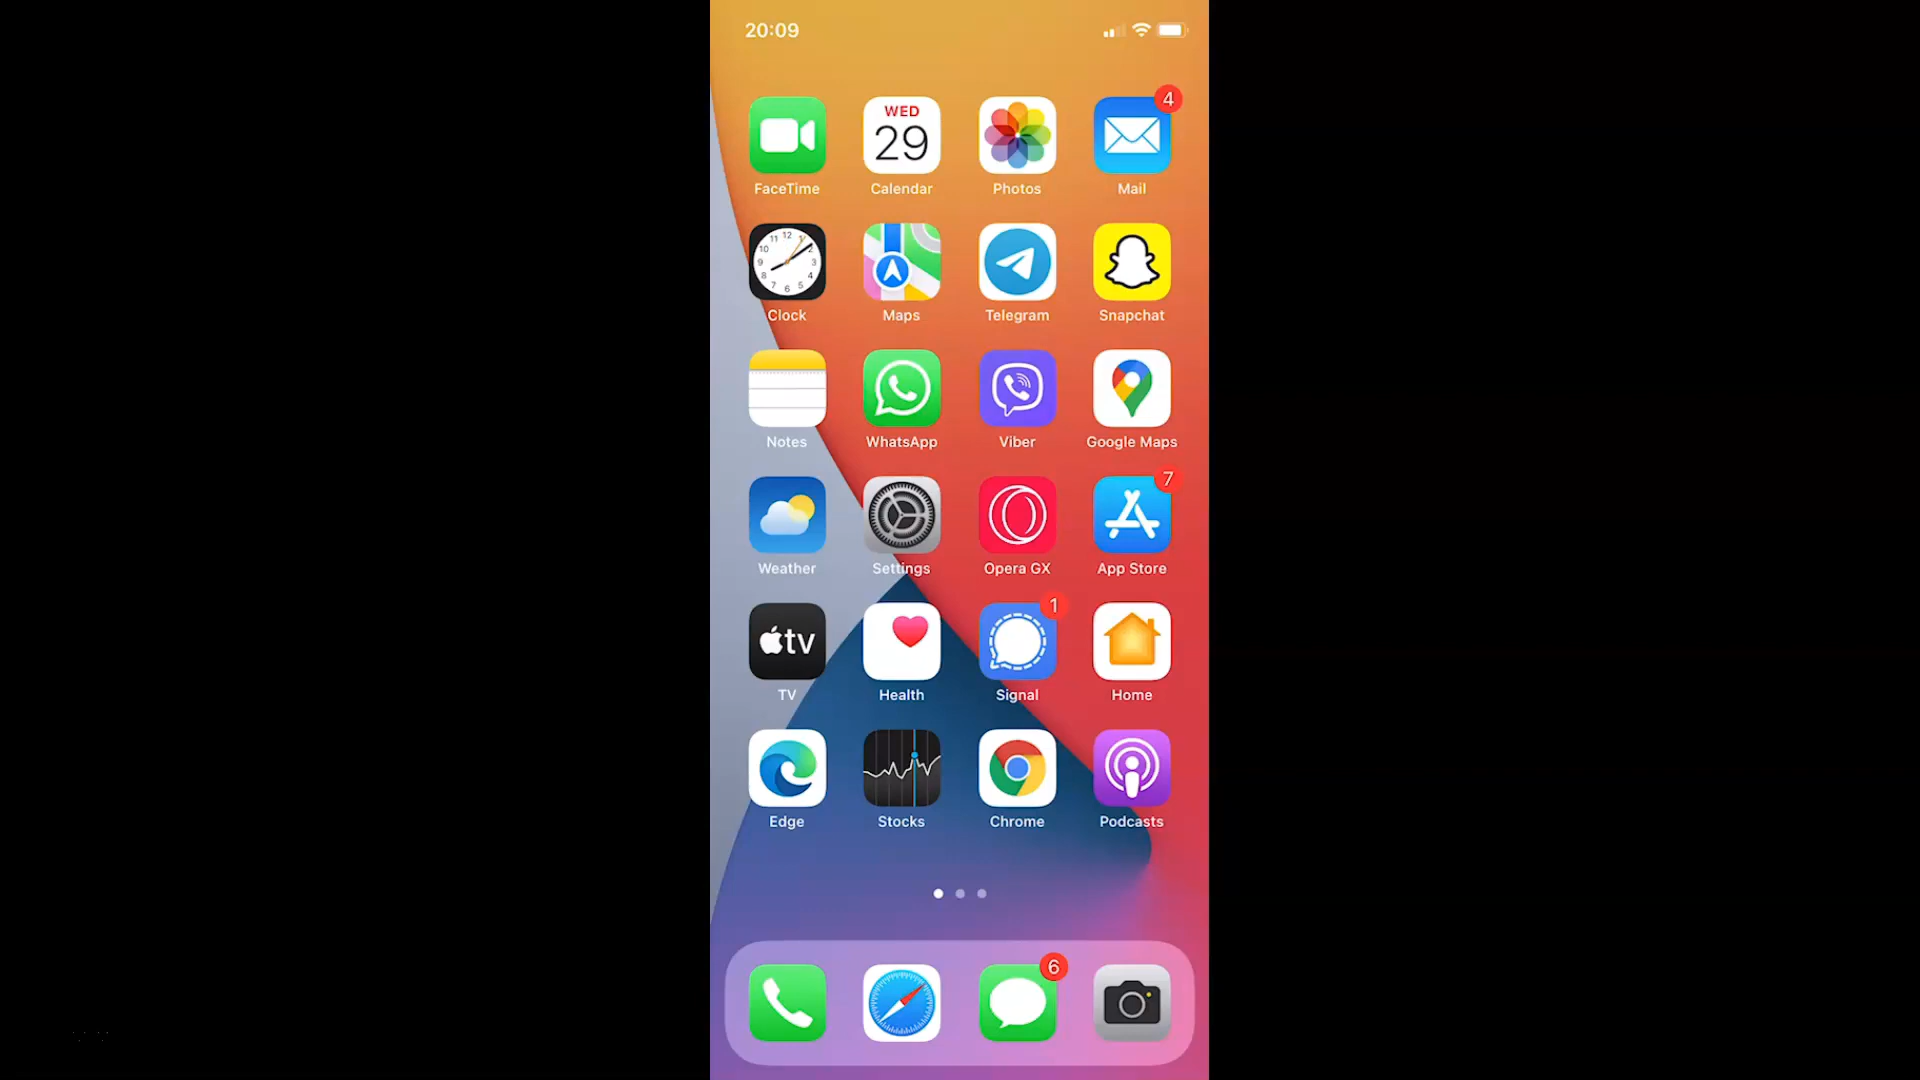 20:09
4
WED
29
FaceTime Calendar Photos Mail
Clock Maps Telegram Snapchat
Notes WhatsApp Viber Google Maps
7
Weather Settings Opera GX App Store
1
tv
TV Health Signal Home
Edge Stocks Chrome Podcasts
6